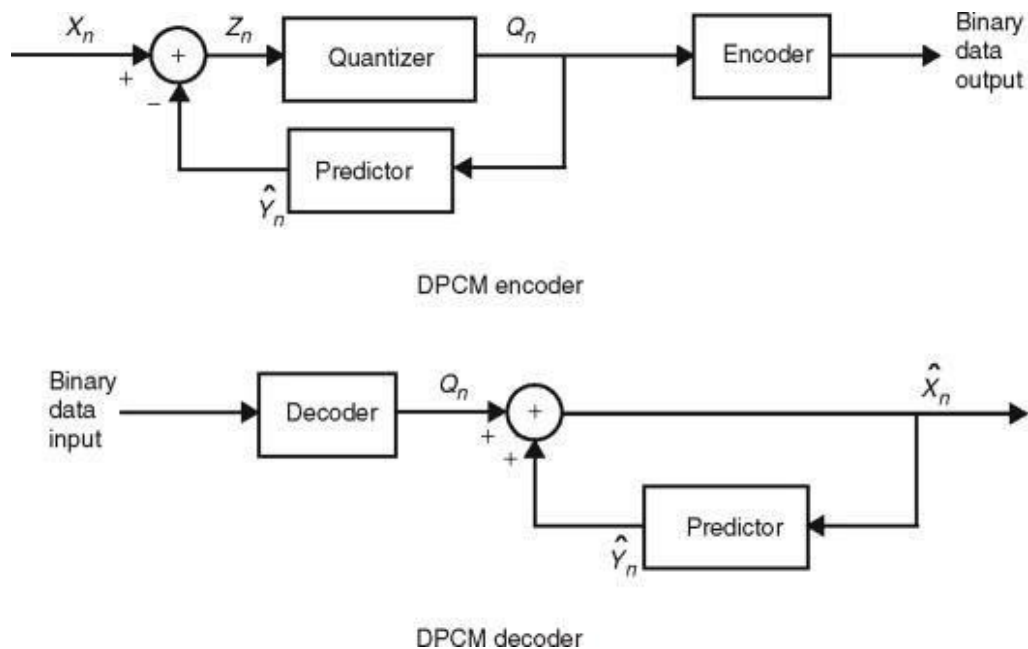 Xn
Zn
Quantizer
Qn
Encoder
Binary
data
output
+
+
−
Predictor
Ŷn
DPCM encoder
Binary
data
input
Decoder
Qn
+
X̂n
+
+
Predictor
Ŷn
DPCM decoder